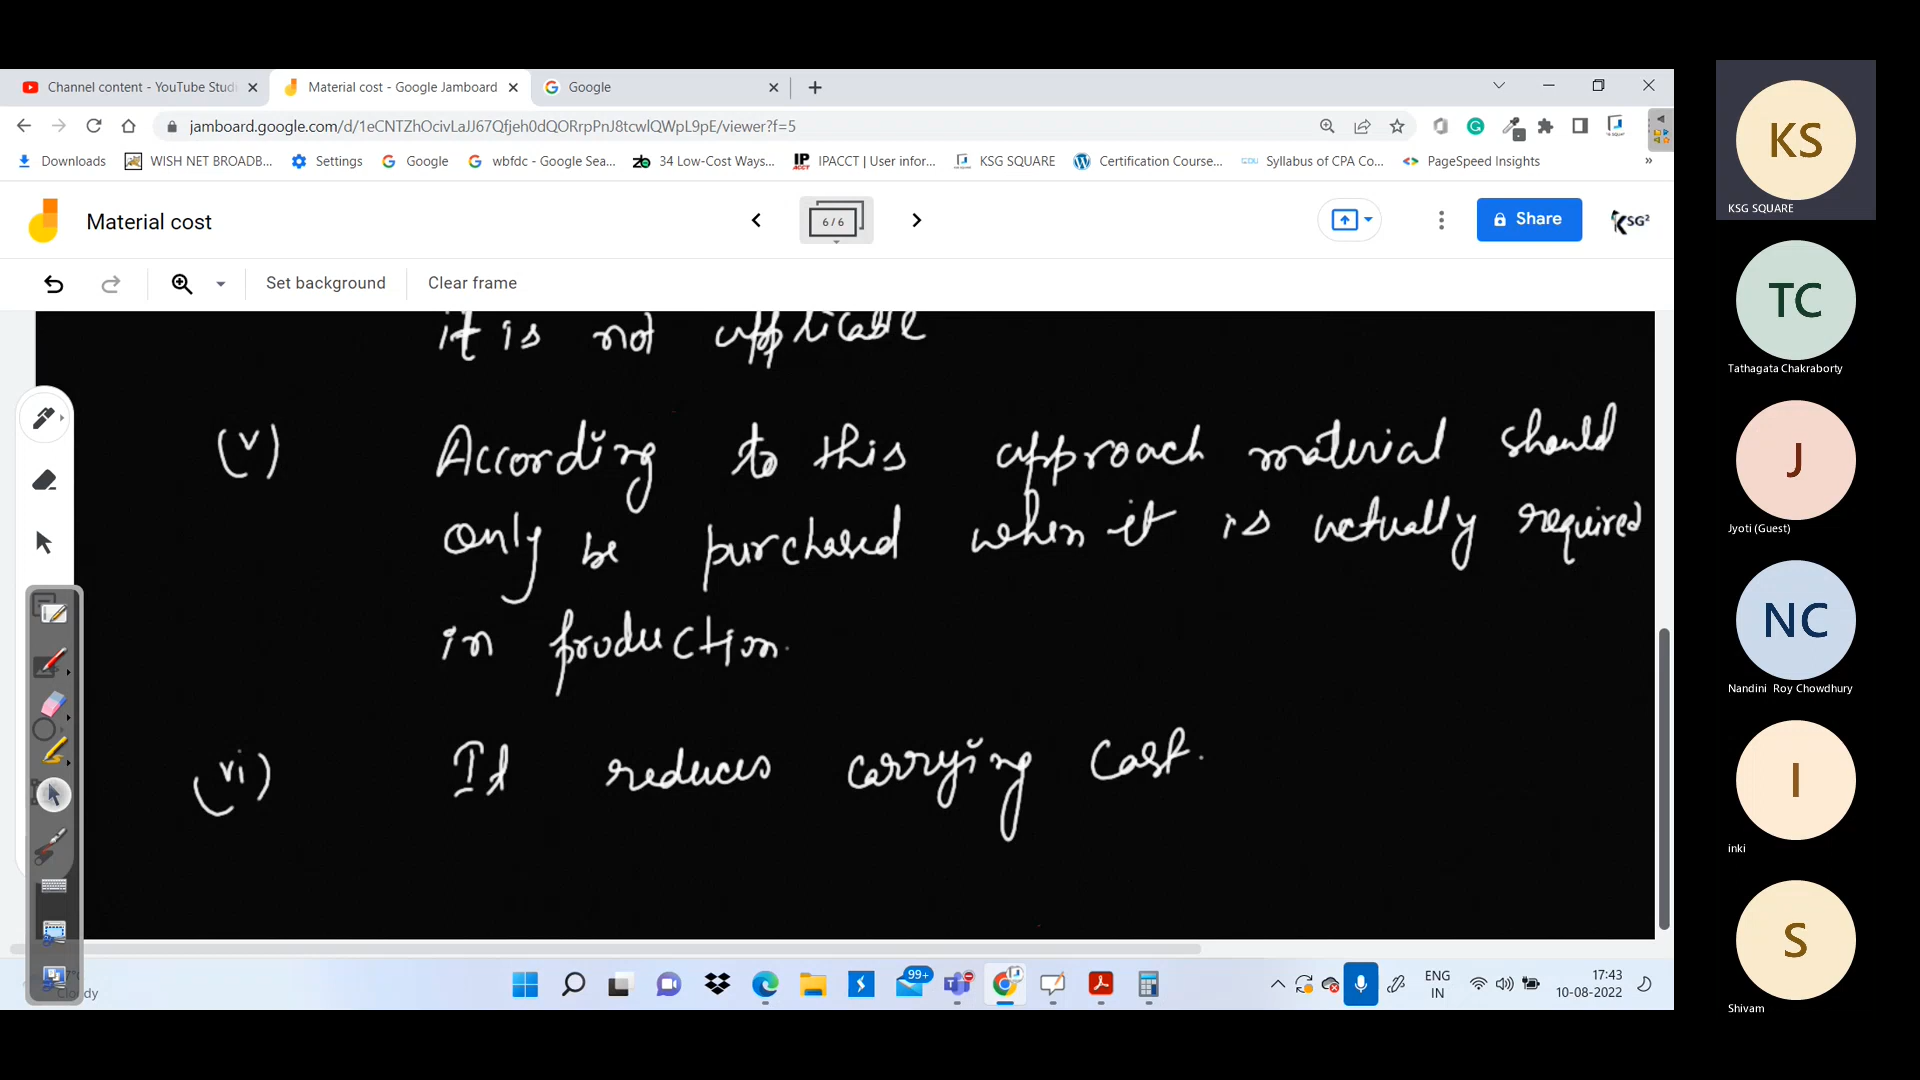 Channel content - YouTube Stud
Material cost - Google Jamboard
Google
jamboard.google.com/d/1eCNTZhOcivLaJJ67Qfjeh0dQORrpPnJ8tcwlQWpL9pE/viewer?f=5
Downloads
WISH NET BROADB...
Settings
Google
wbfdc - Google Sea...
34 Low-Cost Ways...
IPACCT | User infor...
KSG SQUARE
Certification Course...
Syllabus of CPA Co...
PageSpeed Insights
»
Material cost
6 / 6
Share
KSG²
Set background
Clear frame
it is not applicable
(v) According to this approach material should
only be purchased when it is actually required
in production.
(vi) It reduces carrying Cost.
Cloudy
99+
ENG
IN
17:43
10-08-2022
KS
KSG SQUARE
TC
Tathagata Chakraborty
J
Jyoti (Guest)
NC
Nandini Roy Chowdhury
I
inki
S
Shivam